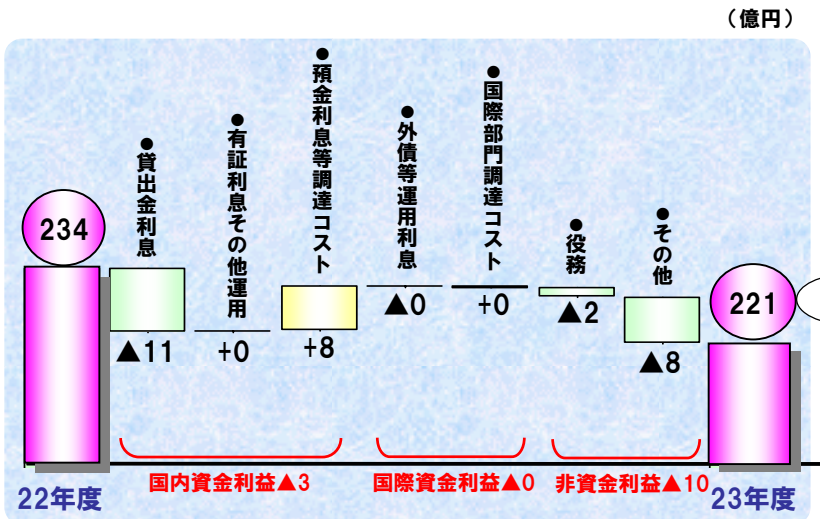 （億円）
●貸出金利息
●有証利息その他運用
●預金利息等調達コスト
●外債等運用利息
●国際部門調達コスト
●役務
●その他
234
▲11
+0
+8
▲0
+0
▲2
▲8
221
国内資金利益▲3
国際資金利益▲0
非資金利益▲10
22年度
23年度